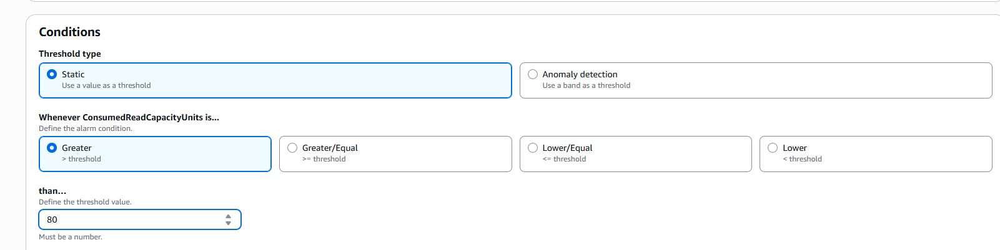 Conditions
Threshold type
Static
Use a value as a threshold
Anomaly detection
Use a band as a threshold
Whenever ConsumedReadCapacityUnits is...
Define the alarm condition.
Greater
> threshold
Greater/Equal
>= threshold
Lower/Equal
<= threshold
Lower
< threshold
than...
Define the threshold value.
80
Must be a number.